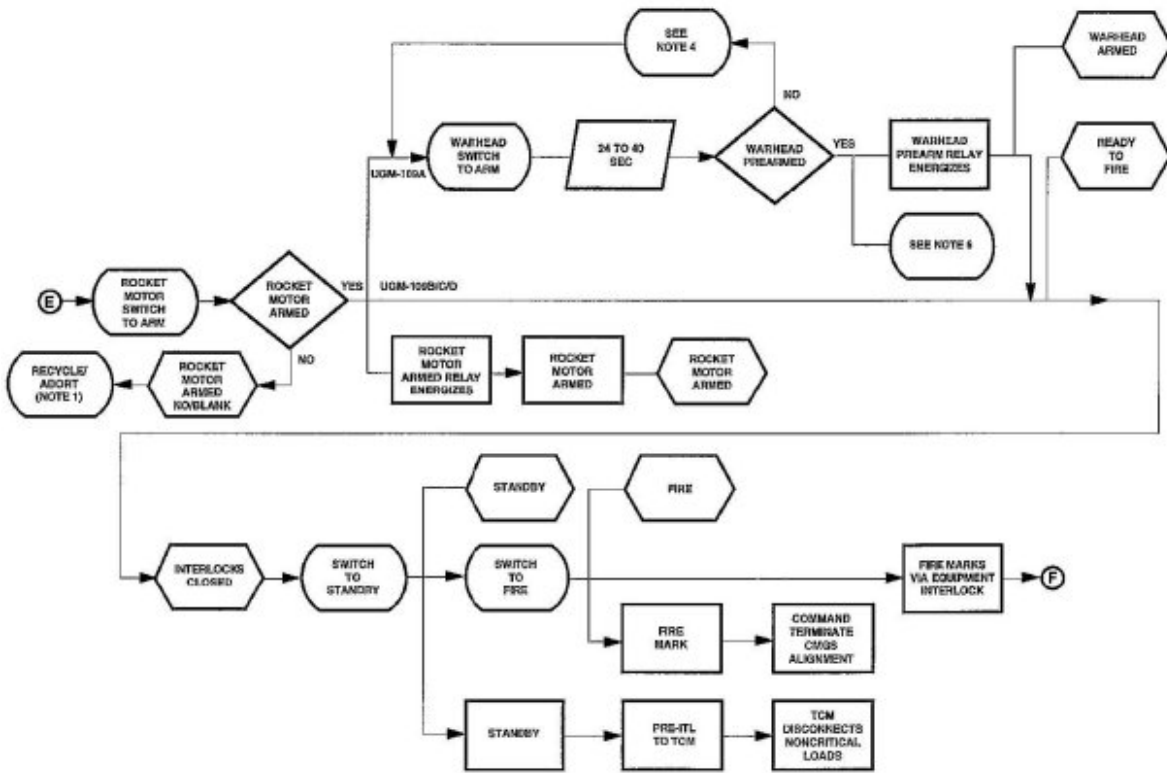 SEE
NOTE 4
WARHEAD
ARMED
NO
WARHEAD
SWITCH
TO ARM
24 TO 40
SEC
WARHEAD
PREARMED
YES
WARHEAD
PREARM RELAY
ENERGIZES
READY
TO
FIRE
UGM-109A
SEE NOTE 6
E
ROCKET
MOTOR
SWITCH
TO ARM
ROCKET
MOTOR
ARMED
YES
UGM-109B/C/D
NO
RECYCLE/
ABORT
(NOTE 1)
ROCKET
MOTOR
ARMED
NO/BLANK
ROCKET
MOTOR
ARMED RELAY
ENERGIZES
ROCKET
MOTOR
ARMED
ROCKET
MOTOR
ARMED
STANDBY
FIRE
INTERLOCKS
CLOSED
SWITCH
TO
STANDBY
SWITCH
TO
FIRE
FIRE MARKS
VIA EQUIPMENT
INTERLOCK
F
FIRE
MARK
COMMAND
TERMINATE
CMGS
ALIGNMENT
STANDBY
PRE-ITL
TO TCM
TCM
DISCONNECTS
NONCRITICAL
LOADS